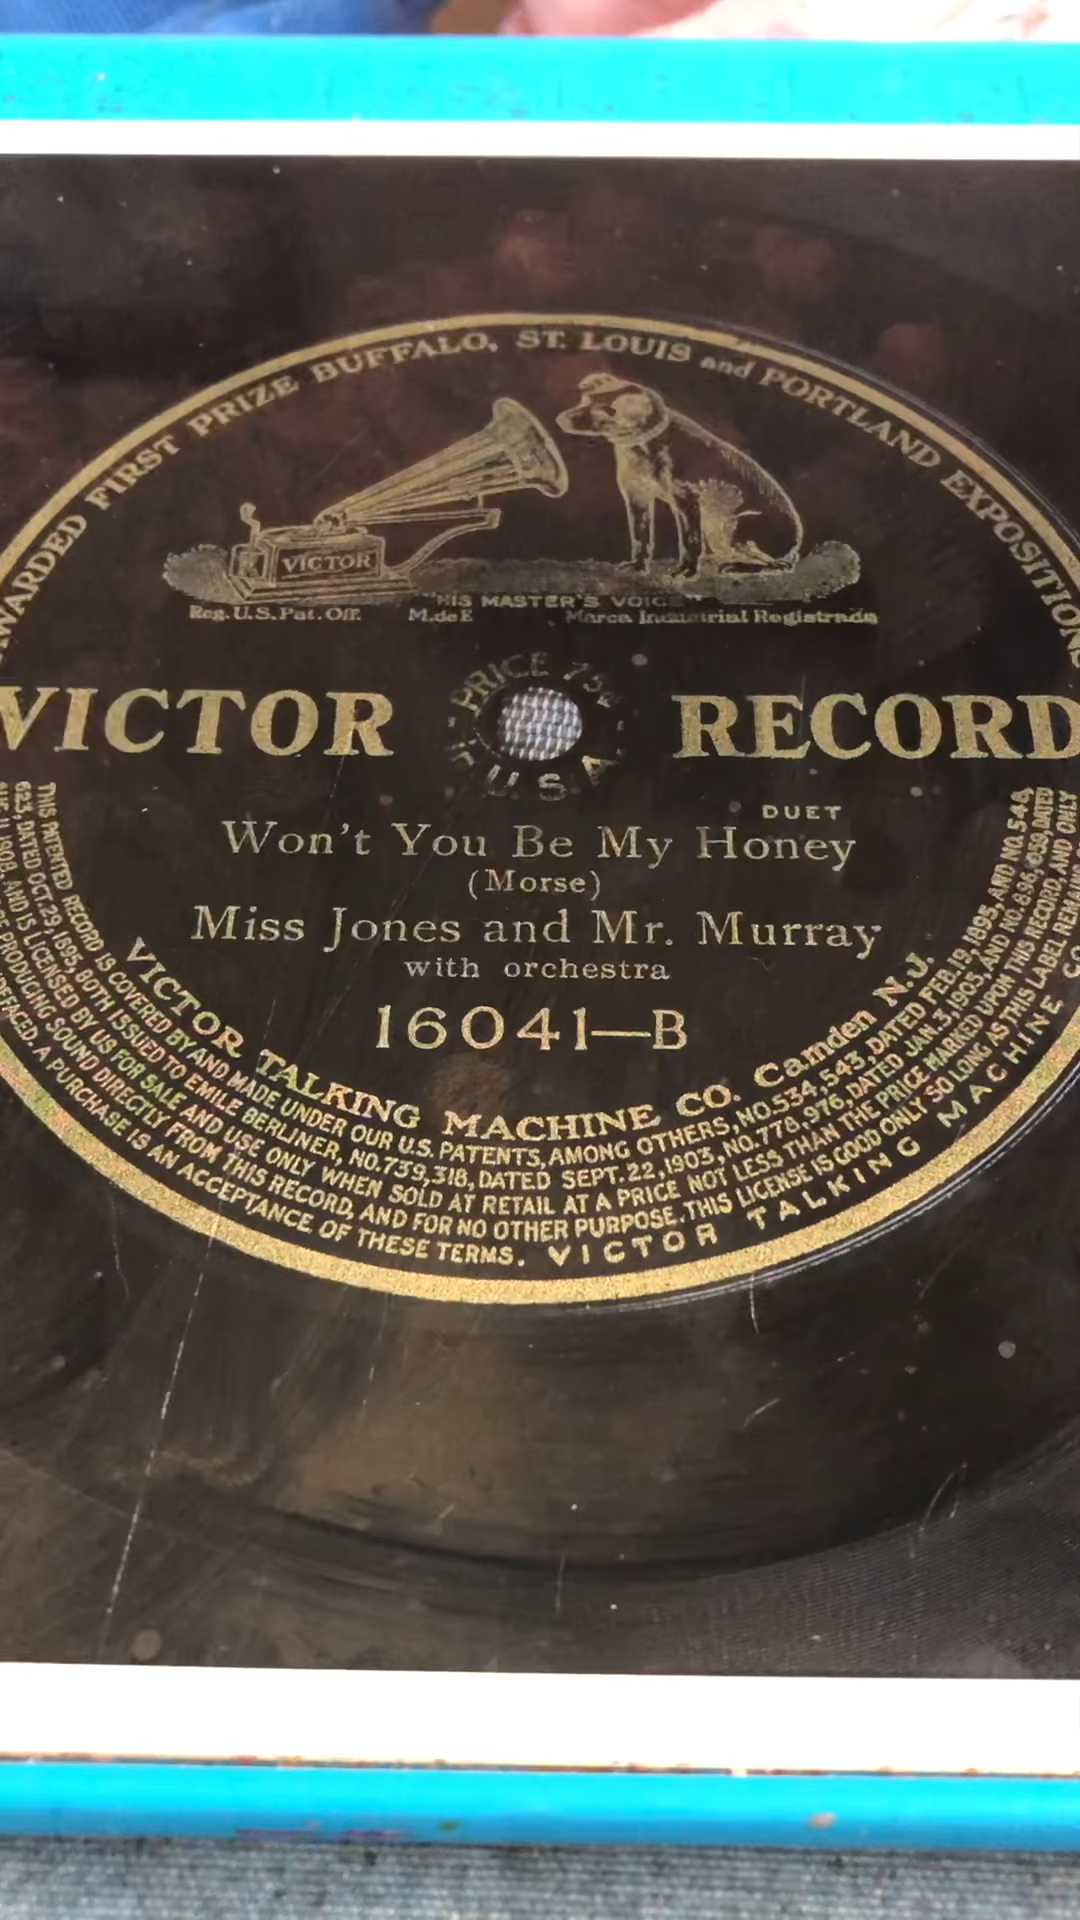 AWARDED FIRST PRIZE BUFFALO, ST. LOUIS and PORTLAND EXPOSITIONS
VICTOR
"HIS MASTER'S VOICE"
Reg. U.S. Pat. Off. M.de E Marca Industrial Registrada
PRICE 75¢
VICTOR RECORD
U.S.A.
DUET
Won't You Be My Honey
(Morse)
Miss Jones and Mr. Murray
with orchestra
16041—B
VICTOR TALKING MACHINE CO. Camden N.J.
THIS PATENTED RECORD IS COVERED BY AND MADE UNDER OUR U.S. PATENTS, AMONG OTHERS, NO. 534,543, DATED FEB. 19, 1895, AND NO. 548,
623, DATED OCT. 29, 1895, BOTH ISSUED TO EMILE BERLINER, NO. 739,318, DATED SEPT. 22, 1903, NO. 778,976, DATED JAN. 3, 1905, AND NO. 896,059, DATED
1908, AND IS LICENSED BY US FOR SALE AND USE ONLY WHEN SOLD AT RETAIL AT A PRICE NOT LESS THAN THE PRICE MARKED UPON THIS RECORD, AND ONLY
PRODUCING SOUND DIRECTLY FROM THIS RECORD, AND FOR NO OTHER PURPOSE. THIS LICENSE IS GOOD ONLY SO LONG AS THIS LABEL REMAINS
A PURCHASE IS AN ACCEPTANCE OF THESE TERMS. VICTOR TALKING MACHINE CO.